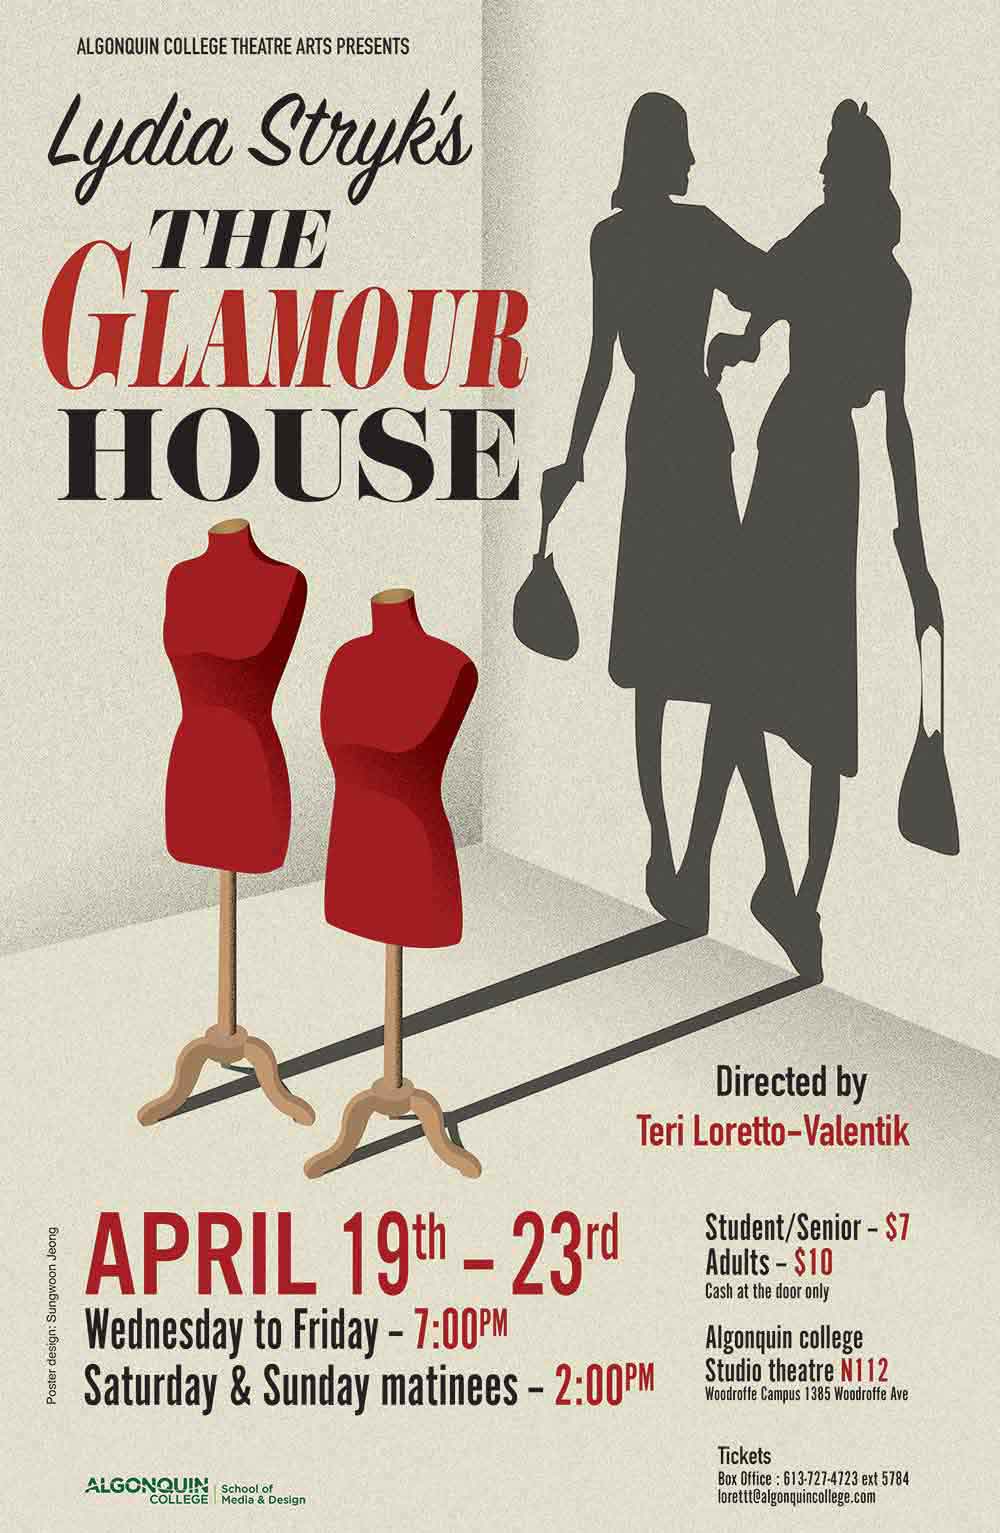 ALGONQUIN COLLEGE THEATRE ARTS PRESENTS
Lydia Stryk's
THE
GLAMOUR
HOUSE
Directed by
Teri Loretto-Valentik
APRIL 19th – 23rd
Wednesday to Friday – 7:00PM
Saturday & Sunday matinees – 2:00PM
Student/Senior – $7
Adults – $10
Cash at the door only
Algonquin college
Studio theatre N112
Woodroffe Campus 1385 Woodroffe Ave
Tickets
Box Office : 613-727-4723 ext 5784
lorettt@algonquincollege.com
Poster design: Sungwoon Jeong
ALGONQUIN
COLLEGE
School of
Media & Design